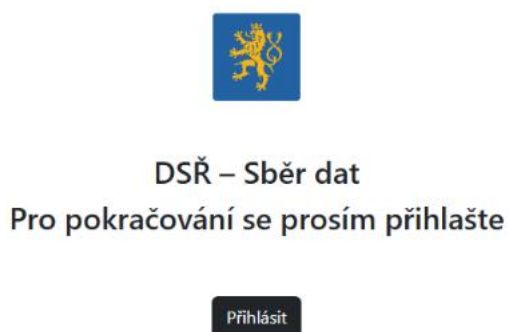 DSŘ – Sběr dat
Pro pokračování se prosím přihlašte
Přihlásit